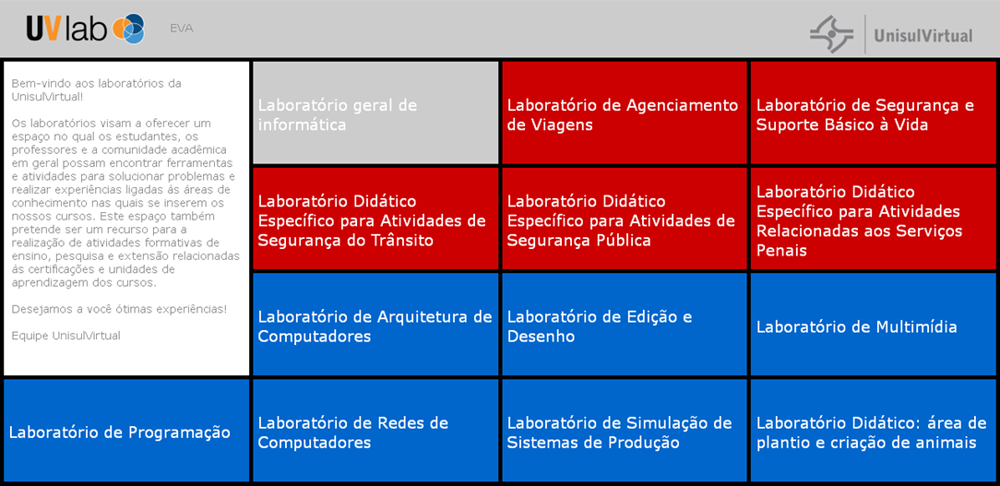 UVlab
EVA
UnisulVirtual
Bem-vindo aos laboratórios da
UnisulVirtual!
Os laboratórios visam a oferecer um
espaço no qual os estudantes, os
professores e a comunidade acadêmica
em geral possam encontrar ferramentas
e atividades para solucionar problemas e
realizar experiências ligadas ás áreas de
conhecimento nas quais se inserem os
nossos cursos. Este espaço também
pretende ser um recurso para a
realização de atividades formativas de
ensino, pesquisa e extensão relacionadas
ás certificações e unidades de
aprendizagem dos cursos.
Desejamos a você ótimas experiências!
Equipe UnisulVirtual
Laboratório geral de
informática
Laboratório de Agenciamento
de Viagens
Laboratório de Segurança e
Suporte Básico à Vida
Laboratório Didático
Específico para Atividades de
Segurança do Trânsito
Laboratório Didático
Específico para Atividades de
Segurança Pública
Laboratório Didático
Específico para Atividades
Relacionadas aos Serviços
Penais
Laboratório de Arquitetura de
Computadores
Laboratório de Edição e
Desenho
Laboratório de Multimídia
Laboratório de Programação
Laboratório de Redes de
Computadores
Laboratório de Simulação de
Sistemas de Produção
Laboratório Didático: área de
plantio e criação de animais